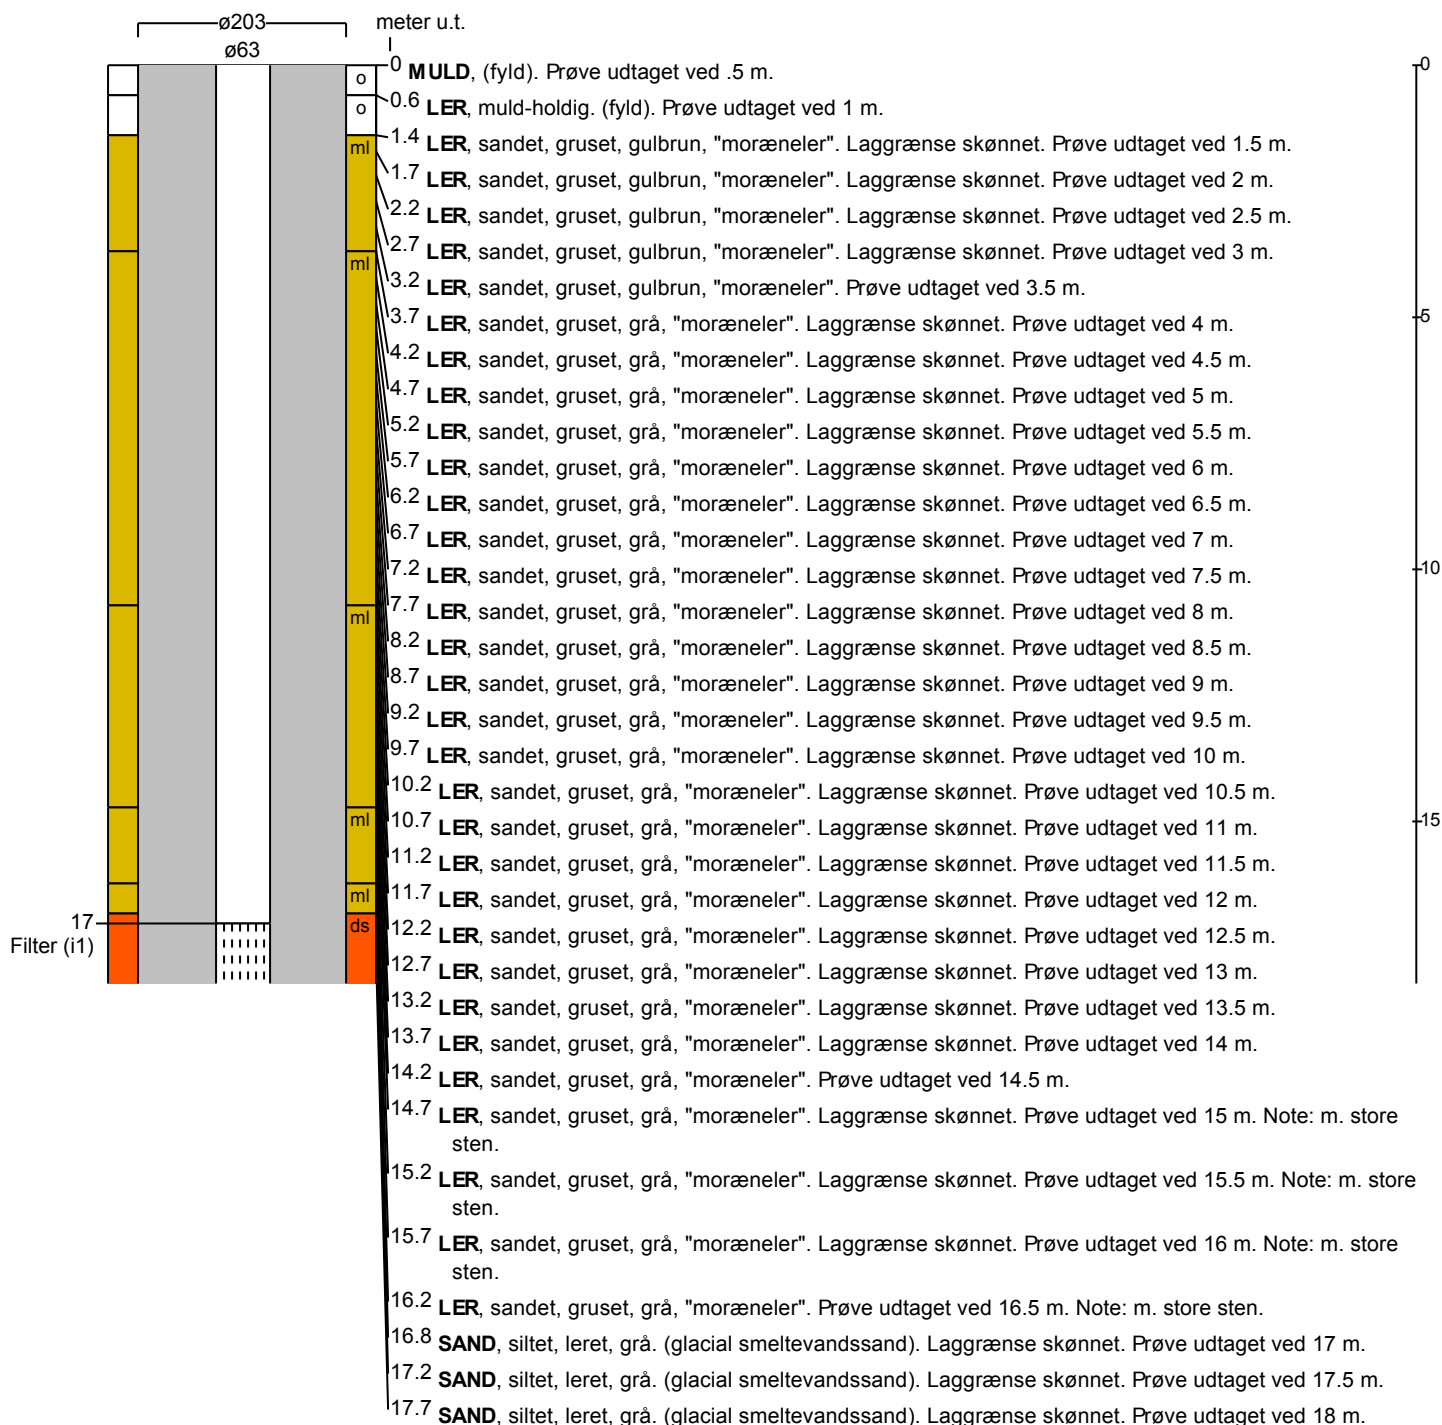 ø203 meter u.t.
ø63
0 MULD, (fyld). Prøve udtaget ved .5 m. 0
o
0.6 LER, muld-holdig. (fyld). Prøve udtaget ved 1 m.
o
1.4 LER, sandet, gruset, gulbrun, "moræneler". Laggrænse skønnet. Prøve udtaget ved 1.5 m.
ml
1.7 LER, sandet, gruset, gulbrun, "moræneler". Laggrænse skønnet. Prøve udtaget ved 2 m.
2.2 LER, sandet, gruset, gulbrun, "moræneler". Laggrænse skønnet. Prøve udtaget ved 2.5 m.
2.7 LER, sandet, gruset, gulbrun, "moræneler". Laggrænse skønnet. Prøve udtaget ved 3 m.
ml
3.2 LER, sandet, gruset, gulbrun, "moræneler". Prøve udtaget ved 3.5 m.
3.7 LER, sandet, gruset, grå, "moræneler". Laggrænse skønnet. Prøve udtaget ved 4 m. 5
4.2 LER, sandet, gruset, grå, "moræneler". Laggrænse skønnet. Prøve udtaget ved 4.5 m.
4.7 LER, sandet, gruset, grå, "moræneler". Laggrænse skønnet. Prøve udtaget ved 5 m.
5.2 LER, sandet, gruset, grå, "moræneler". Laggrænse skønnet. Prøve udtaget ved 5.5 m.
5.7 LER, sandet, gruset, grå, "moræneler". Laggrænse skønnet. Prøve udtaget ved 6 m.
6.2 LER, sandet, gruset, grå, "moræneler". Laggrænse skønnet. Prøve udtaget ved 6.5 m.
6.7 LER, sandet, gruset, grå, "moræneler". Laggrænse skønnet. Prøve udtaget ved 7 m.
7.2 LER, sandet, gruset, grå, "moræneler". Laggrænse skønnet. Prøve udtaget ved 7.5 m. 10
7.7 LER, sandet, gruset, grå, "moræneler". Laggrænse skønnet. Prøve udtaget ved 8 m.
ml
8.2 LER, sandet, gruset, grå, "moræneler". Laggrænse skønnet. Prøve udtaget ved 8.5 m.
8.7 LER, sandet, gruset, grå, "moræneler". Laggrænse skønnet. Prøve udtaget ved 9 m.
9.2 LER, sandet, gruset, grå, "moræneler". Laggrænse skønnet. Prøve udtaget ved 9.5 m.
9.7 LER, sandet, gruset, grå, "moræneler". Laggrænse skønnet. Prøve udtaget ved 10 m.
10.2 LER, sandet, gruset, grå, "moræneler". Laggrænse skønnet. Prøve udtaget ved 10.5 m.
10.7 LER, sandet, gruset, grå, "moræneler". Laggrænse skønnet. Prøve udtaget ved 11 m. 15
ml
11.2 LER, sandet, gruset, grå, "moræneler". Laggrænse skønnet. Prøve udtaget ved 11.5 m.
11.7 LER, sandet, gruset, grå, "moræneler". Laggrænse skønnet. Prøve udtaget ved 12 m.
ml
17 12.2 LER, sandet, gruset, grå, "moræneler". Laggrænse skønnet. Prøve udtaget ved 12.5 m.
ds
Filter (i1)
12.7 LER, sandet, gruset, grå, "moræneler". Laggrænse skønnet. Prøve udtaget ved 13 m.
13.2 LER, sandet, gruset, grå, "moræneler". Laggrænse skønnet. Prøve udtaget ved 13.5 m.
13.7 LER, sandet, gruset, grå, "moræneler". Laggrænse skønnet. Prøve udtaget ved 14 m.
14.2 LER, sandet, gruset, grå, "moræneler". Prøve udtaget ved 14.5 m.
14.7 LER, sandet, gruset, grå, "moræneler". Laggrænse skønnet. Prøve udtaget ved 15 m. Note: m. store
sten.
15.2 LER, sandet, gruset, grå, "moræneler". Laggrænse skønnet. Prøve udtaget ved 15.5 m. Note: m. store
sten.
15.7 LER, sandet, gruset, grå, "moræneler". Laggrænse skønnet. Prøve udtaget ved 16 m. Note: m. store
sten.
16.2 LER, sandet, gruset, grå, "moræneler". Prøve udtaget ved 16.5 m. Note: m. store sten.
16.8 SAND, siltet, leret, grå. (glacial smeltevandssand). Laggrænse skønnet. Prøve udtaget ved 17 m.
17.2 SAND, siltet, leret, grå. (glacial smeltevandssand). Laggrænse skønnet. Prøve udtaget ved 17.5 m.
17.7 SAND, siltet, leret, grå. (glacial smeltevandssand). Laggrænse skønnet. Prøve udtaget ved 18 m.